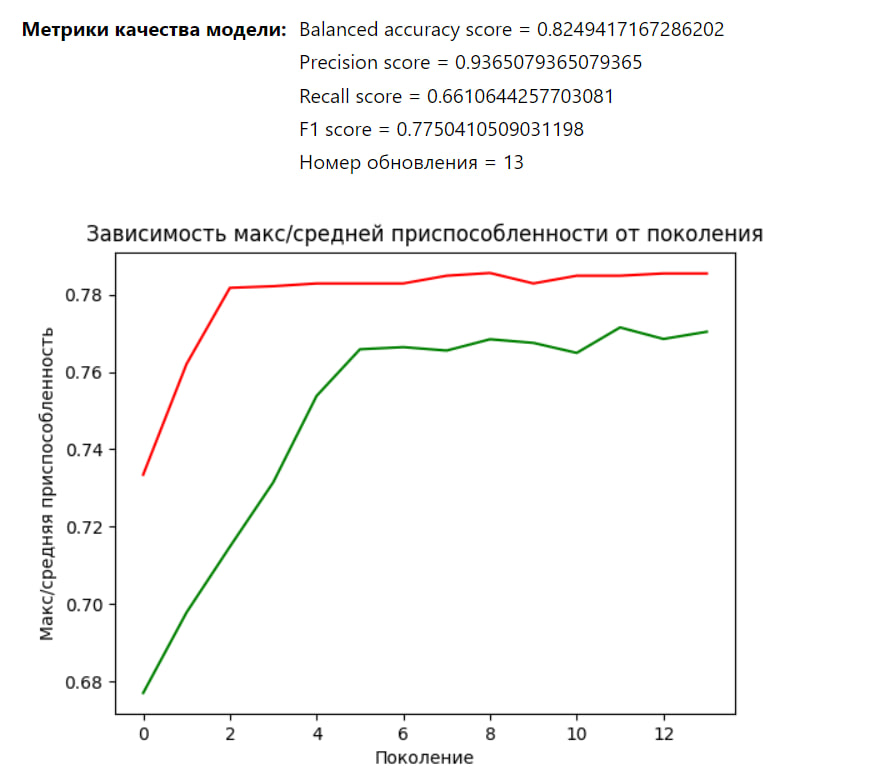 Метрики качества модели: Balanced accuracy score = 0.8249417167286202
Precision score = 0.9365079365079365
Recall score = 0.6610644257703081
F1 score = 0.7750410509031198
Номер обновления = 13
Зависимость макс/средней приспособленности от поколения
Макс/средняя приспособленность
0.78
0.76
0.74
0.72
0.70
0.68
0 2 4 6 8 10 12
Поколение